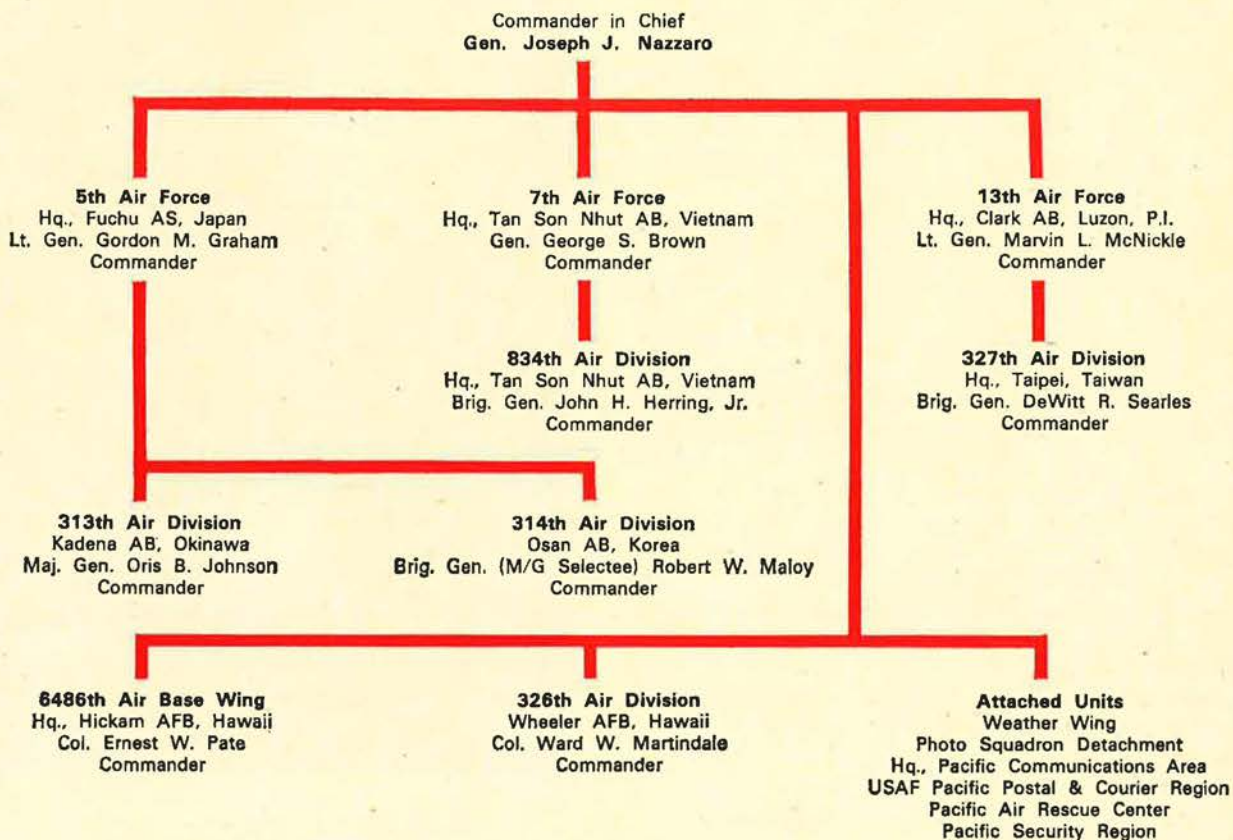 Commander in Chief
Gen. Joseph J. Nazzaro
5th Air Force
Hq., Fuchu AS, Japan
Lt. Gen. Gordon M. Graham
Commander
7th Air Force
Hq., Tan Son Nhut AB, Vietnam
Gen. George S. Brown
Commander
13th Air Force
Hq., Clark AB, Luzon, P.I.
Lt. Gen. Marvin L. McNickle
Commander
834th Air Division
Hq., Tan Son Nhut AB, Vietnam
Brig. Gen. John H. Herring, Jr.
Commander
327th Air Division
Hq., Taipei, Taiwan
Brig. Gen. DeWitt R. Searles
Commander
313th Air Division
Kadena AB, Okinawa
Maj. Gen. Oris B. Johnson
Commander
314th Air Division
Osan AB, Korea
Brig. Gen. (M/G Selectee) Robert W. Maloy
Commander
6486th Air Base Wing
Hq., Hickam AFB, Hawaii
Col. Ernest W. Pate
Commander
326th Air Division
Wheeler AFB, Hawaii
Col. Ward W. Martindale
Commander
Attached Units
Weather Wing
Photo Squadron Detachment
Hq., Pacific Communications Area
USAF Pacific Postal & Courier Region
Pacific Air Rescue Center
Pacific Security Region